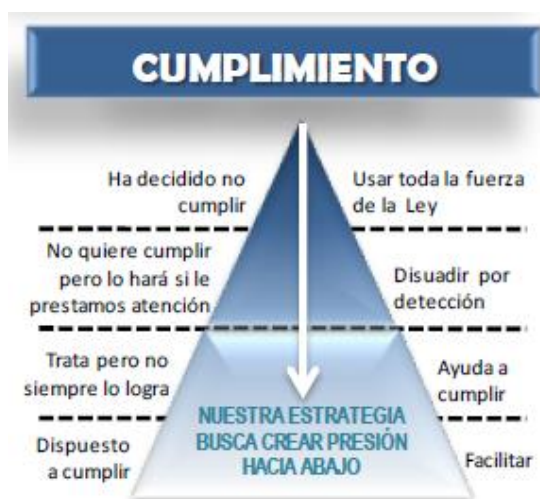 CUMPLIMIENTO
Ha decidido no
cumplir
Usar toda la fuerza
de la Ley
No quiere cumplir
pero lo hará si le
prestamos atención
Disuadir por
detección
Trata pero no
siempre lo logra
Ayuda a
cumplir
NUESTRA ESTRATEGIA
BUSCA CREAR PRESIÓN
HACIA ABAJO
Dispuesto
a cumplir
Facilitar